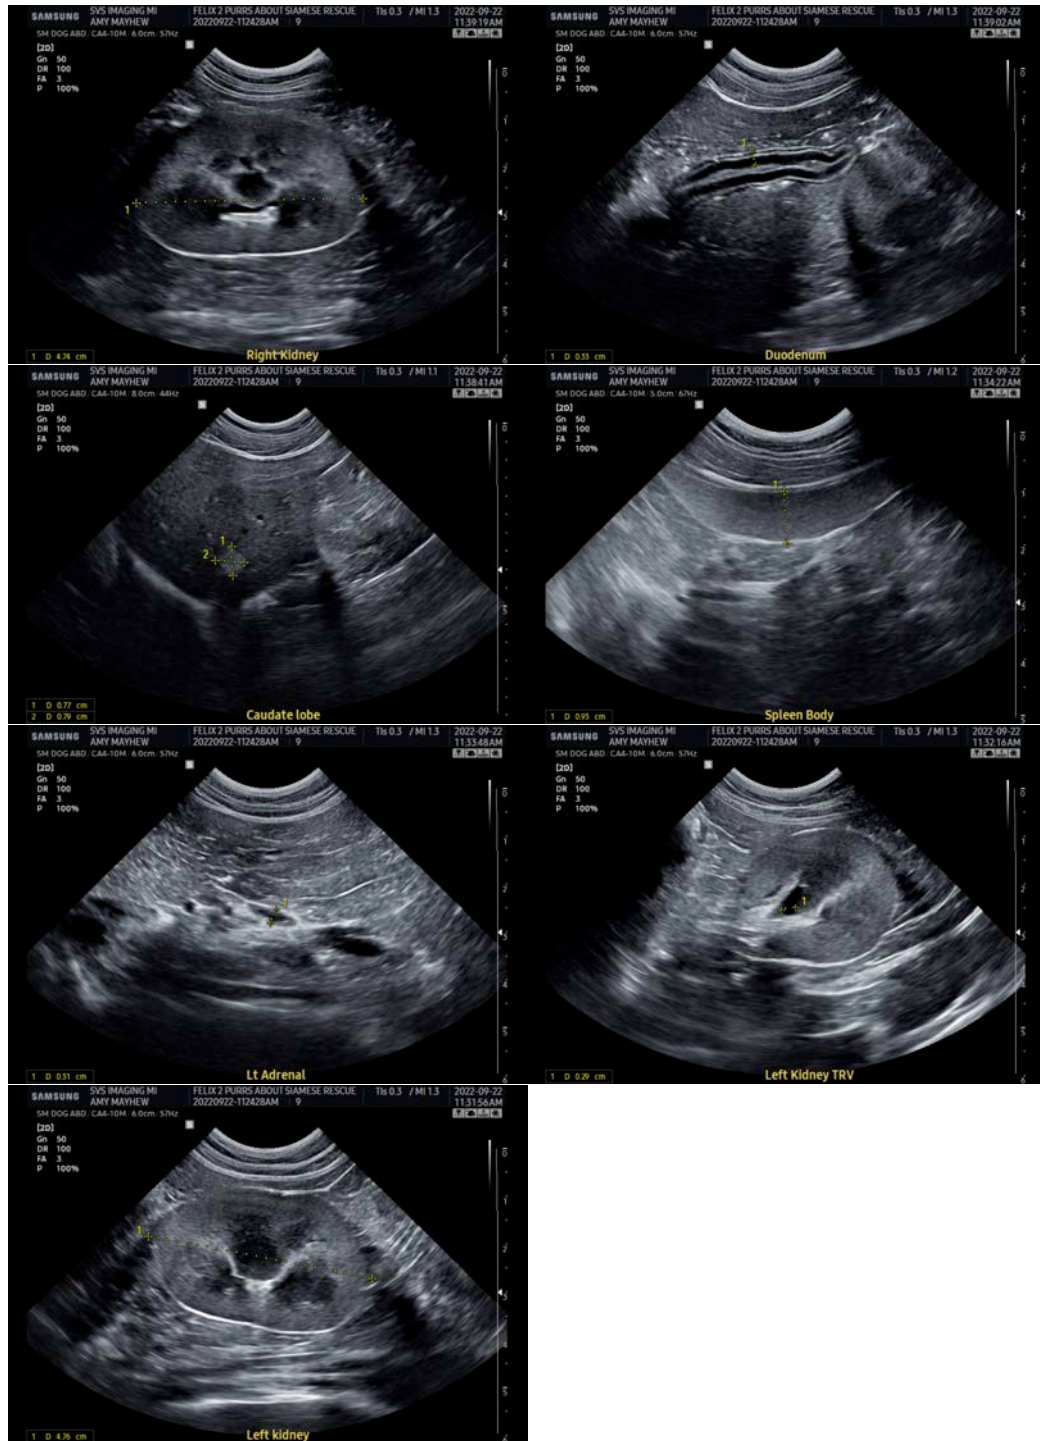 SAMSUNG SVS IMAGING MI FELIX 2 PURRS ABOUT SIAMESE RESCUE TIs 0.3 / MI 1.3 2022-09-22
AMY MAYHEW 20220922-112428AM 9 11:39:19AM
SM DOG ABD CA4-10M 6.0cm 57Hz
[2D]
Gn 50
DR 100
FA 3
P 100%
1
1
1 D 4.74 cm
Right Kidney
SAMSUNG SVS IMAGING MI FELIX 2 PURRS ABOUT SIAMESE RESCUE TIs 0.3 / MI 1.3 2022-09-22
AMY MAYHEW 20220922-112428AM 9 11:39:02AM
SM DOG ABD CA4-10M 6.0cm 57Hz
[2D]
Gn 50
DR 100
FA 3
P 100%
1
1 D 0.33 cm
Duodenum
SAMSUNG SVS IMAGING MI FELIX 2 PURRS ABOUT SIAMESE RESCUE TIs 0.1 / MI 1.1 2022-09-22
AMY MAYHEW 20220922-112428AM 9 11:38:41AM
SM DOG ABD CA4-10M 8.0cm 44Hz
[2D]
Gn 50
DR 100
FA 3
P 100%
1
2
1 D 0.77 cm
2 D 0.79 cm
Caudate lobe
SAMSUNG SVS IMAGING MI FELIX 2 PURRS ABOUT SIAMESE RESCUE TIs 0.3 / MI 1.2 2022-09-22
AMY MAYHEW 20220922-112428AM 9 11:34:22AM
SM DOG ABD CA4-10M 5.0cm 67Hz
[2D]
Gn 50
DR 100
FA 3
P 100%
1
1 D 0.93 cm
Spleen Body
SAMSUNG SVS IMAGING MI FELIX 2 PURRS ABOUT SIAMESE RESCUE TIs 0.3 / MI 1.3 2022-09-22
AMY MAYHEW 20220922-112428AM 9 11:33:48AM
SM DOG ABD CA4-10M 6.0cm 57Hz
[2D]
Gn 50
DR 100
FA 3
P 100%
1
1 D 0.31 cm
Lt Adrenal
SAMSUNG SVS IMAGING MI FELIX 2 PURRS ABOUT SIAMESE RESCUE TIs 0.3 / MI 1.3 2022-09-22
AMY MAYHEW 20220922-112428AM 9 11:32:16AM
SM DOG ABD CA4-10M 6.0cm 57Hz
[2D]
Gn 50
DR 100
FA 3
P 100%
1
1 D 0.29 cm
Left Kidney TRV
SAMSUNG SVS IMAGING MI FELIX 2 PURRS ABOUT SIAMESE RESCUE TIs 0.3 / MI 1.3 2022-09-22
AMY MAYHEW 20220922-112428AM 9 11:31:56AM
SM DOG ABD CA4-10M 6.0cm 57Hz
[2D]
Gn 50
DR 100
FA 3
P 100%
1
1 D 4.76 cm
Left kidney